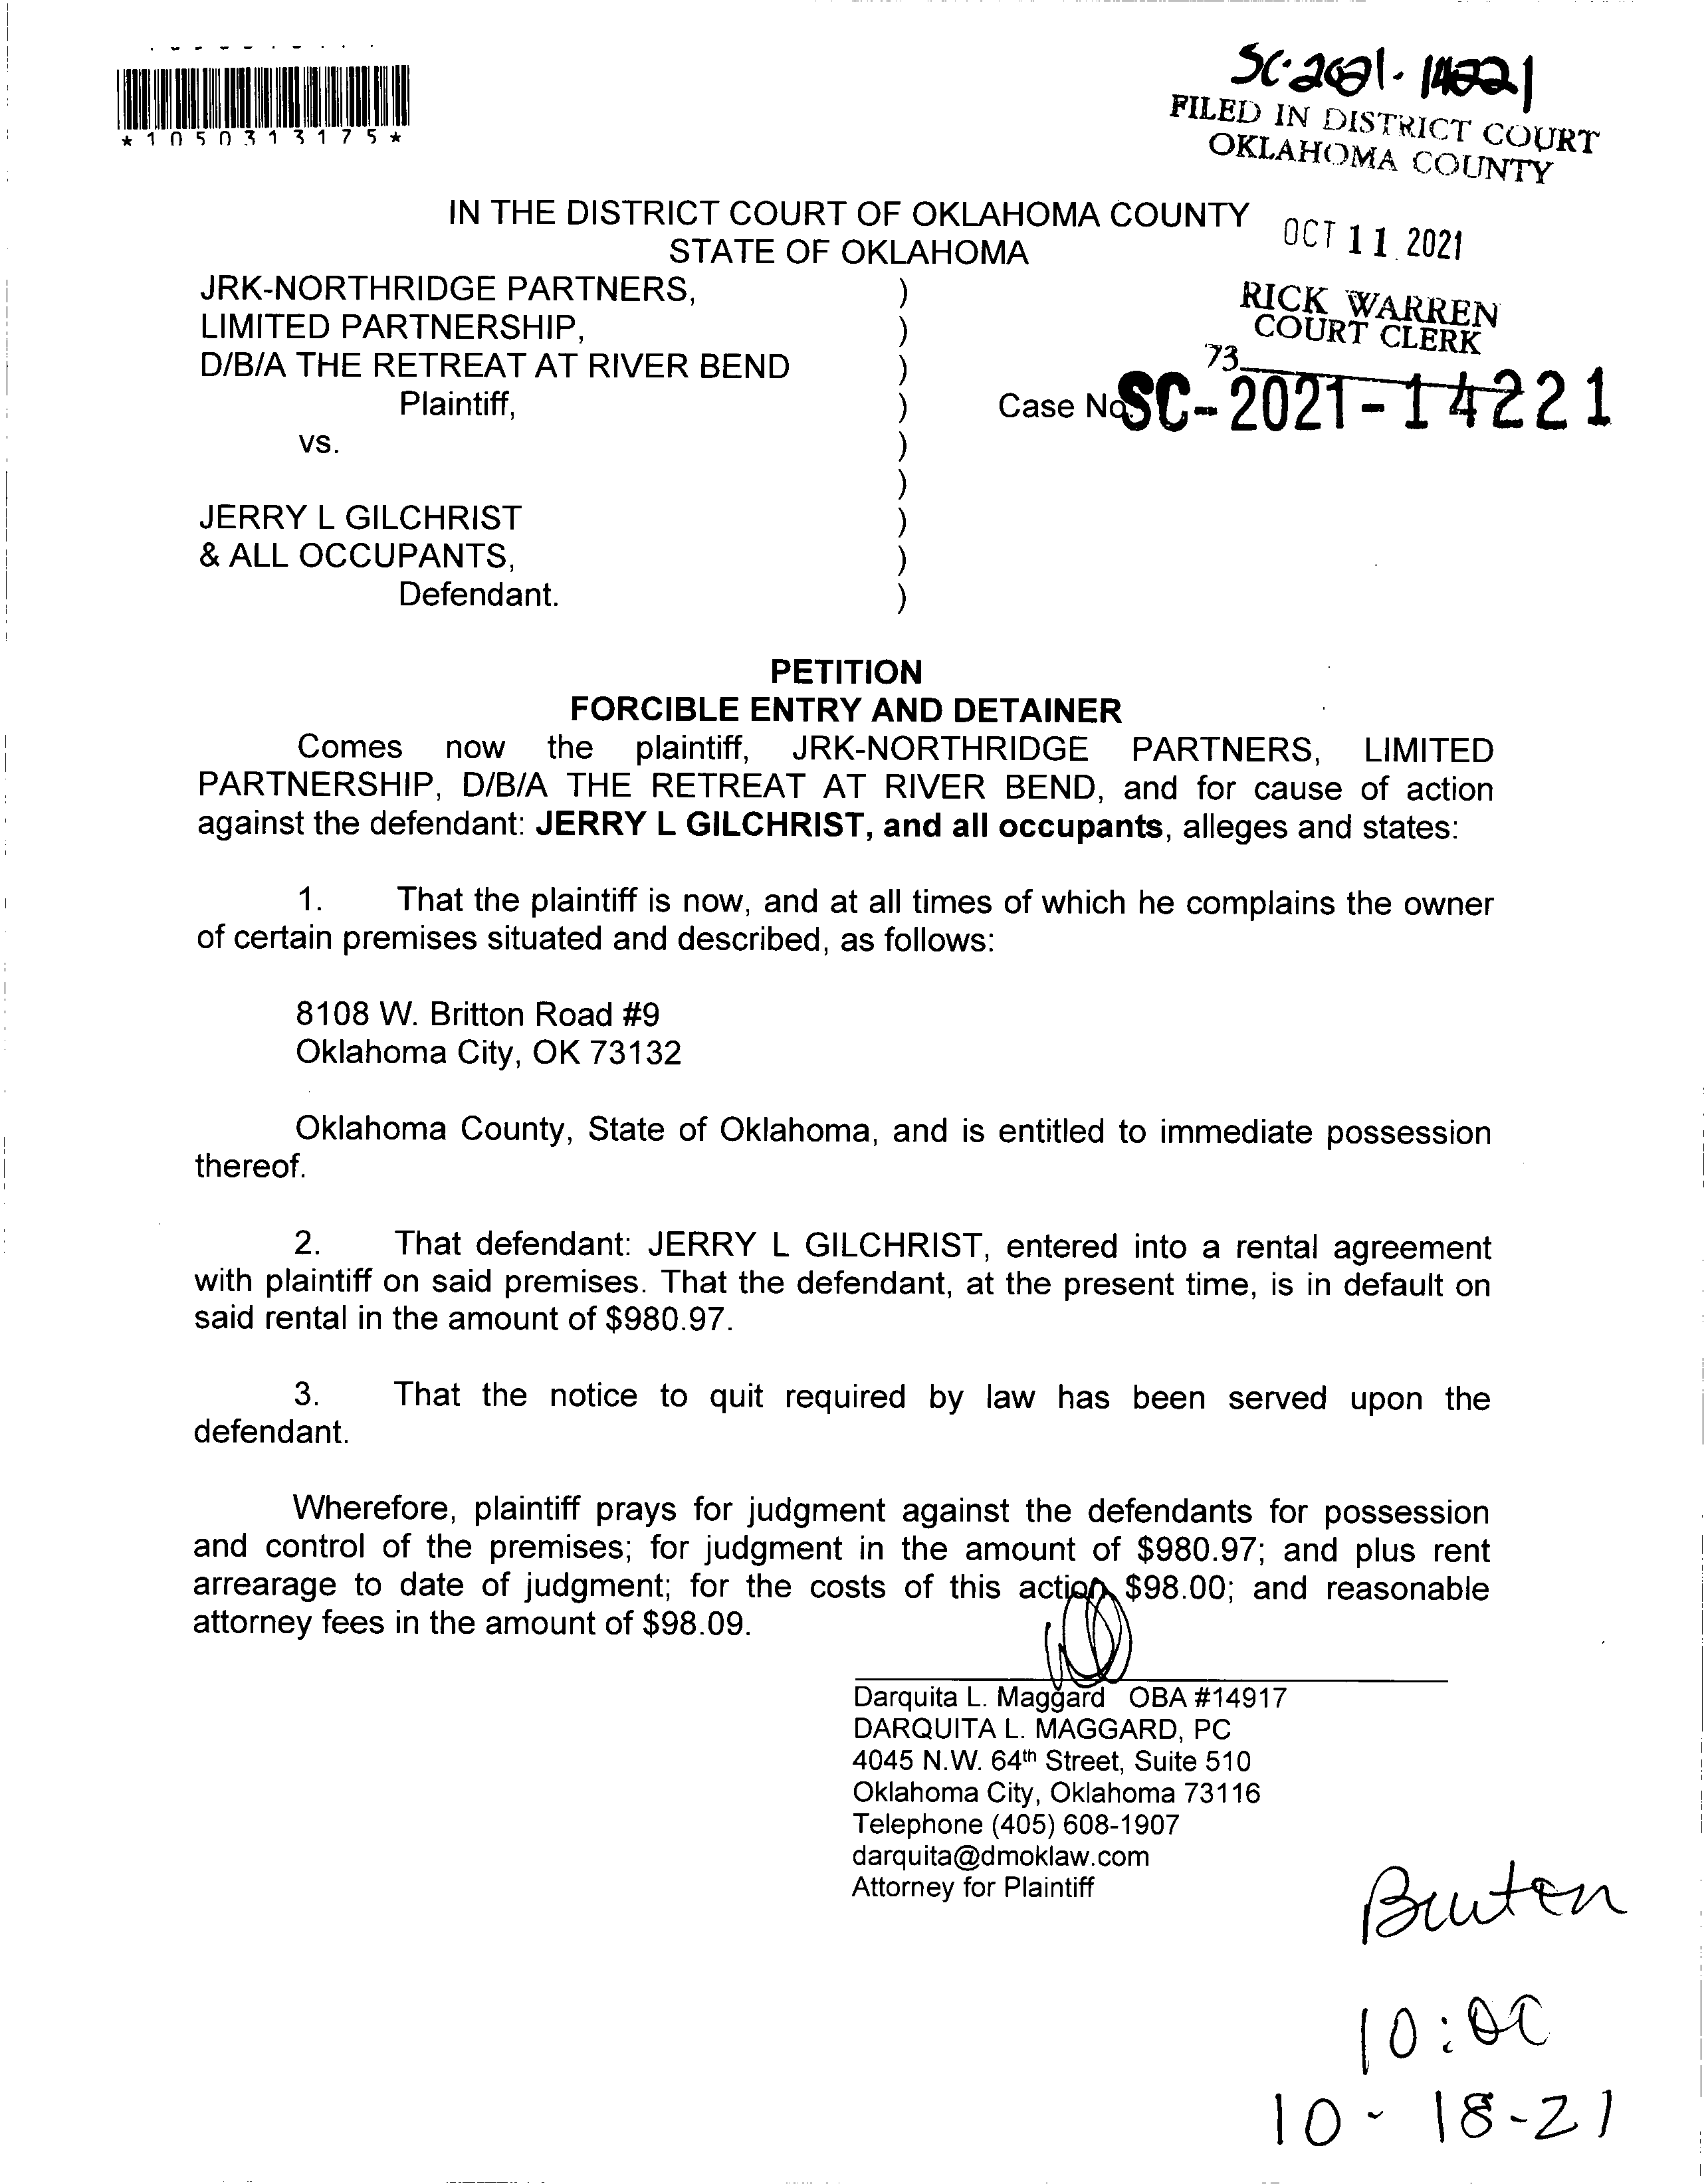 SC-2021-14221
FILED IN DISTRICT COURT
OKLAHOMA COUNTY
*1050313175*
OCT 11 2021
RICK WARREN
COURT CLERK
73
IN THE DISTRICT COURT OF OKLAHOMA COUNTY
STATE OF OKLAHOMA
JRK-NORTHRIDGE PARTNERS, )
LIMITED PARTNERSHIP, )
D/B/A THE RETREAT AT RIVER BEND )
Plaintiff, ) Case No. SC-2021-14221
vs. )
)
JERRY L GILCHRIST )
& ALL OCCUPANTS, )
Defendant. )
PETITION
FORCIBLE ENTRY AND DETAINER
Comes now the plaintiff, JRK-NORTHRIDGE PARTNERS, LIMITED
PARTNERSHIP, D/B/A THE RETREAT AT RIVER BEND, and for cause of action
against the defendant: JERRY L GILCHRIST, and all occupants, alleges and states:
1. That the plaintiff is now, and at all times of which he complains the owner
of certain premises situated and described, as follows:
8108 W. Britton Road #9
Oklahoma City, OK 73132
Oklahoma County, State of Oklahoma, and is entitled to immediate possession
thereof.
2. That defendant: JERRY L GILCHRIST, entered into a rental agreement
with plaintiff on said premises. That the defendant, at the present time, is in default on
said rental in the amount of $980.97.
3. That the notice to quit required by law has been served upon the
defendant.
Wherefore, plaintiff prays for judgment against the defendants for possession
and control of the premises; for judgment in the amount of $980.97; and plus rent
arrearage to date of judgment; for the costs of this action $98.00; and reasonable
attorney fees in the amount of $98.09.
Darquita L. Maggard OBA #14917
DARQUITA L. MAGGARD, PC
4045 N.W. 64th Street, Suite 510
Oklahoma City, Oklahoma 73116
Telephone (405) 608-1907
darquita@dmoklaw.com
Attorney for Plaintiff
10:00
10-18-21